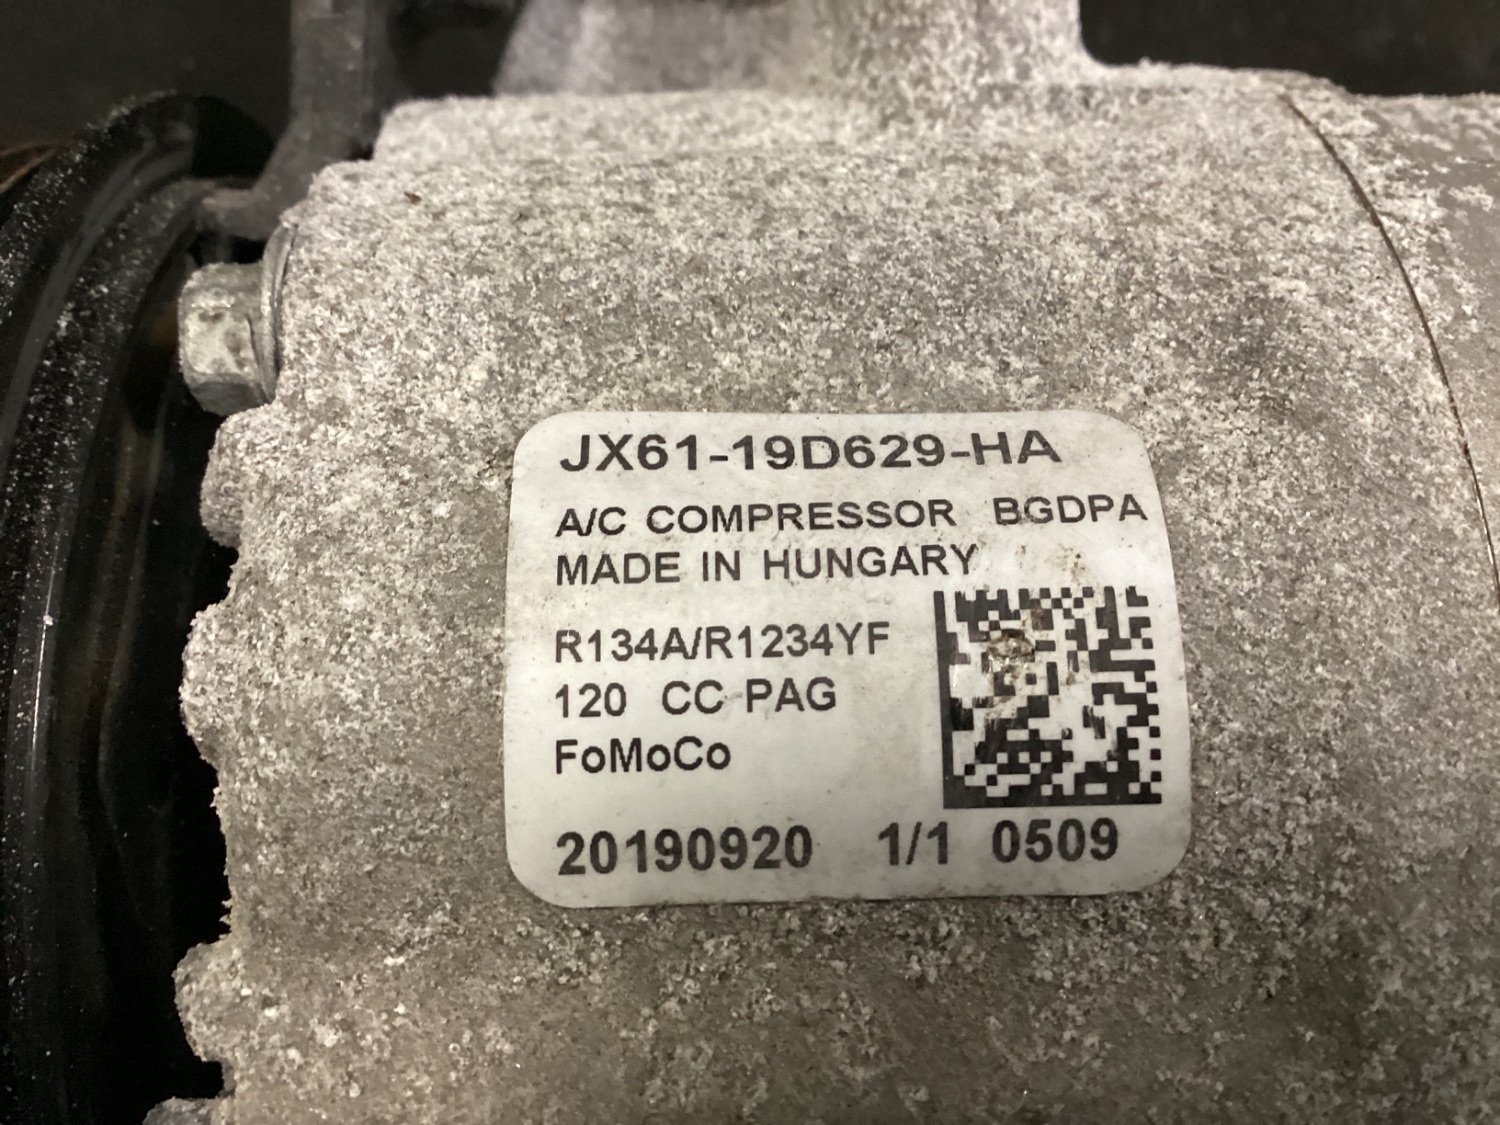 JX61-19D629-HA
A/C COMPRESSOR BGDPA
MADE IN HUNGARY
R134A/R1234YF
120 CC PAG
FoMoCo
20190920 1/1 0509